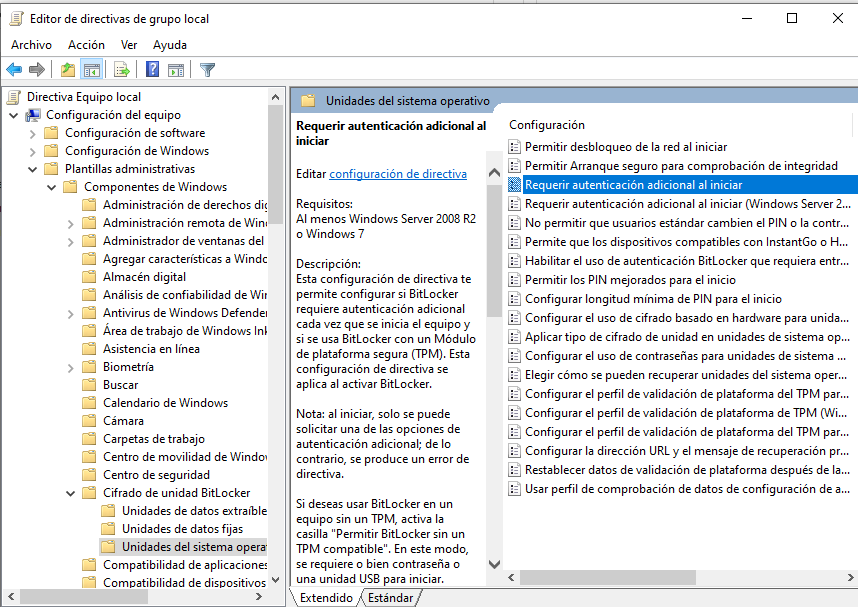 Editor de directivas de grupo local
Archivo Acción Ver Ayuda
Directiva Equipo local
Configuración del equipo
Configuración de software
Configuración de Windows
Plantillas administrativas
Componentes de Windows
Administración de derechos dig
Administración remota de Win
Administrador de ventanas del
Agregar características a Windo
Almacén digital
Análisis de confiabilidad de Wir
Antivirus de Windows Defende
Área de trabajo de Windows Ink
Asistencia en línea
Biometría
Buscar
Calendario de Windows
Cámara
Carpetas de trabajo
Centro de movilidad de Windov
Centro de seguridad
Cifrado de unidad BitLocker
Unidades de datos extraíble
Unidades de datos fijas
Unidades del sistema opera
Compatibilidad de aplicaciones
Compatibilidad de dispositivos
Unidades del sistema operativo
Requerir autenticación adicional al
iniciar
Editar configuración de directiva
Requisitos:
Al menos Windows Server 2008 R2
o Windows 7
Descripción:
Esta configuración de directiva te
permite configurar si BitLocker
requiere autenticación adicional
cada vez que se inicia el equipo y
si se usa BitLocker con un Módulo
de plataforma segura (TPM). Esta
configuración de directiva se
aplica al activar BitLocker.
Nota: al iniciar, solo se puede
solicitar una de las opciones de
autenticación adicional; de lo
contrario, se produce un error de
directiva.
Si deseas usar BitLocker en un
equipo sin un TPM, activa la
casilla "Permitir BitLocker sin un
TPM compatible". En este modo,
se requiere o bien contraseña o
una unidad USB para iniciar.
Configuración
Permitir desbloqueo de la red al iniciar
Permitir Arranque seguro para comprobación de integridad
Requerir autenticación adicional al iniciar
Requerir autenticación adicional al iniciar (Windows Server 2...
No permitir que usuarios estándar cambien el PIN o la contr...
Permite que los dispositivos compatibles con InstantGo o H...
Habilitar el uso de autenticación BitLocker que requiera entr...
Permitir los PIN mejorados para el inicio
Configurar longitud mínima de PIN para el inicio
Configurar el uso de cifrado basado en hardware para unida...
Aplicar tipo de cifrado de unidad en unidades de sistema op...
Configurar el uso de contraseñas para unidades de sistema ...
Elegir cómo se pueden recuperar unidades del sistema oper...
Configurar el perfil de validación de plataforma del TPM par...
Configurar el perfil de validación de plataforma de TPM (Wi...
Configurar el perfil de validación de plataforma del TPM par...
Configurar la dirección URL y el mensaje de recuperación pr...
Restablecer datos de validación de plataforma después de la...
Usar perfil de comprobación de datos de configuración de a...
Extendido Estándar